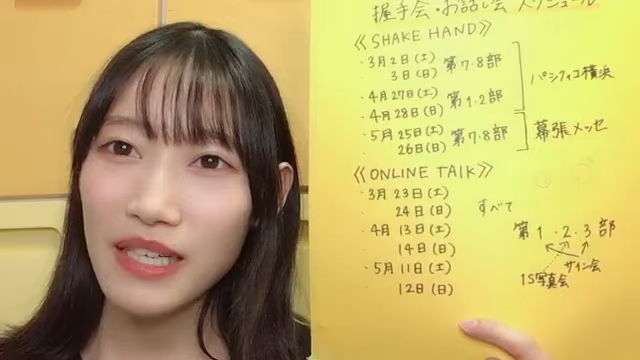 握手会・お話し会 スケジュール
《SHAKE HAND》
・3月2日(土) 第7.8部
3日(日)
パシフィコ横浜
・4月27日(土) 第1.2部
・4月28日(日)
・5月25日(土) 第7.8部
26日(日)
幕張メッセ
《ONLINE TALK》
・3月23日(土)
24日(日)
すべて
第1.2.3部
・4月13日(土)
14日(日)
サイン会
1S写真会
・5月11日(土)
12日(日)